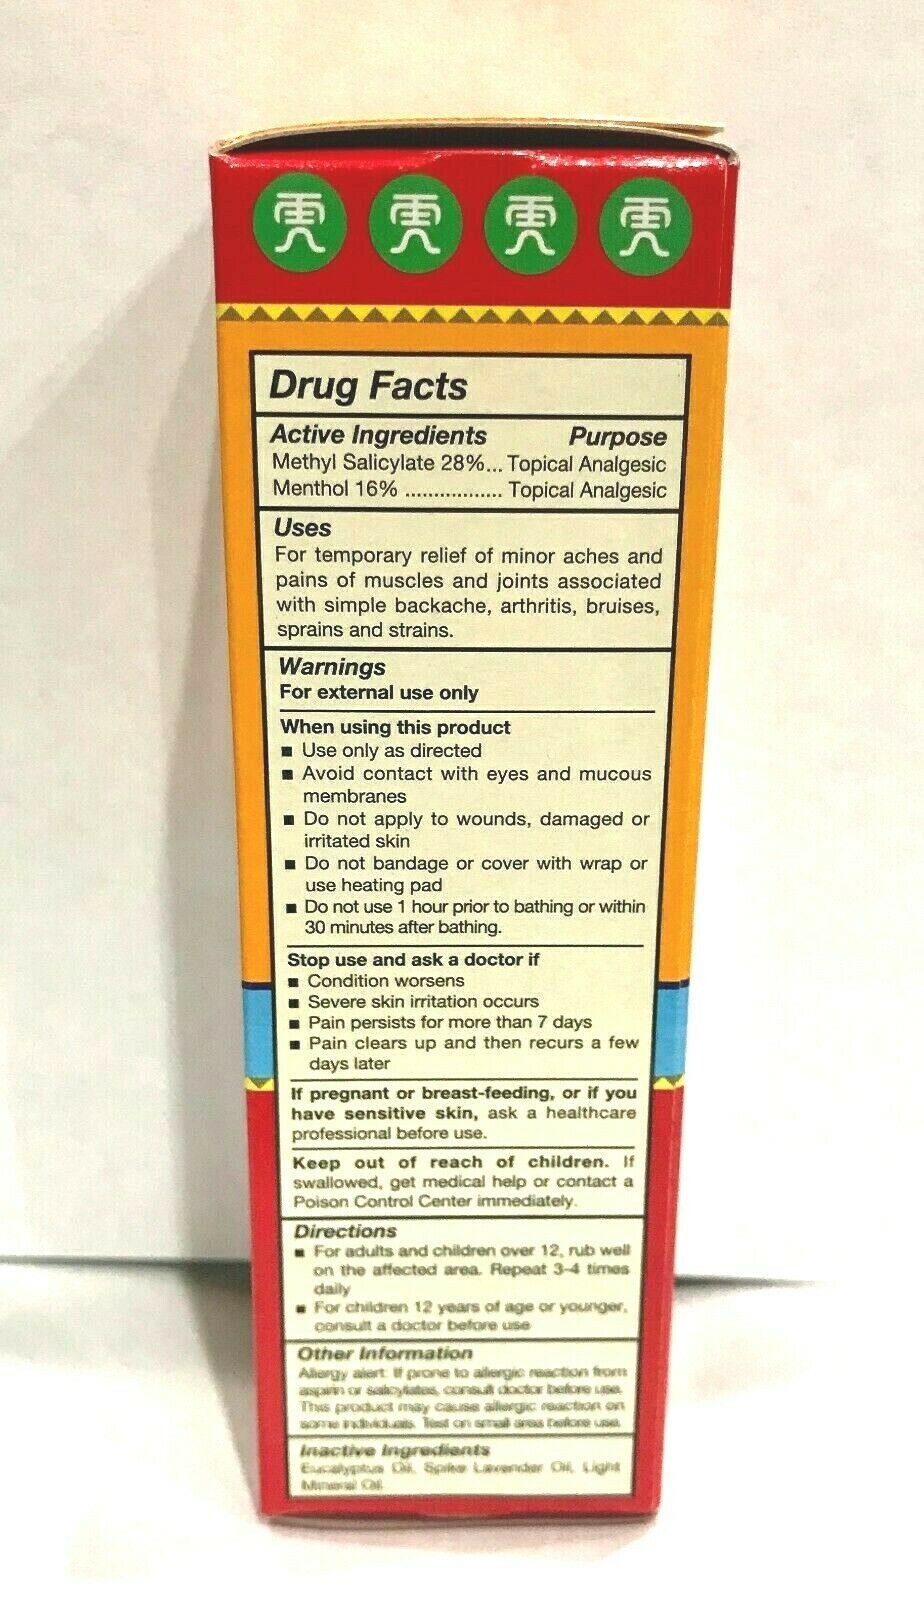 Drug Facts
Active Ingredients Purpose
Methyl Salicylate 28%... Topical Analgesic
Menthol 16% ................. Topical Analgesic
Uses
For temporary relief of minor aches and
pains of muscles and joints associated
with simple backache, arthritis, bruises,
sprains and strains.
Warnings
For external use only
When using this product
■ Use only as directed
■ Avoid contact with eyes and mucous
membranes
■ Do not apply to wounds, damaged or
irritated skin
■ Do not bandage or cover with wrap or
use heating pad
■ Do not use 1 hour prior to bathing or within
30 minutes after bathing.
Stop use and ask a doctor if
■ Condition worsens
■ Severe skin irritation occurs
■ Pain persists for more than 7 days
■ Pain clears up and then recurs a few
days later
If pregnant or breast-feeding, or if you
have sensitive skin, ask a healthcare
professional before use.
Keep out of reach of children. If
swallowed, get medical help or contact a
Poison Control Center immediately.
Directions
■ For adults and children over 12, rub well
on the affected area. Repeat 3-4 times
daily
■ For children 12 years of age or younger,
consult a doctor before use
Other Information
Allergy alert: If prone to allergic reaction from
aspirin or salicylates, consult doctor before use.
This product may cause allergic reaction on
some individuals. Test on small area before use.
Inactive Ingredients
Eucalyptus Oil, Spike Lavender Oil, Light
Mineral Oil